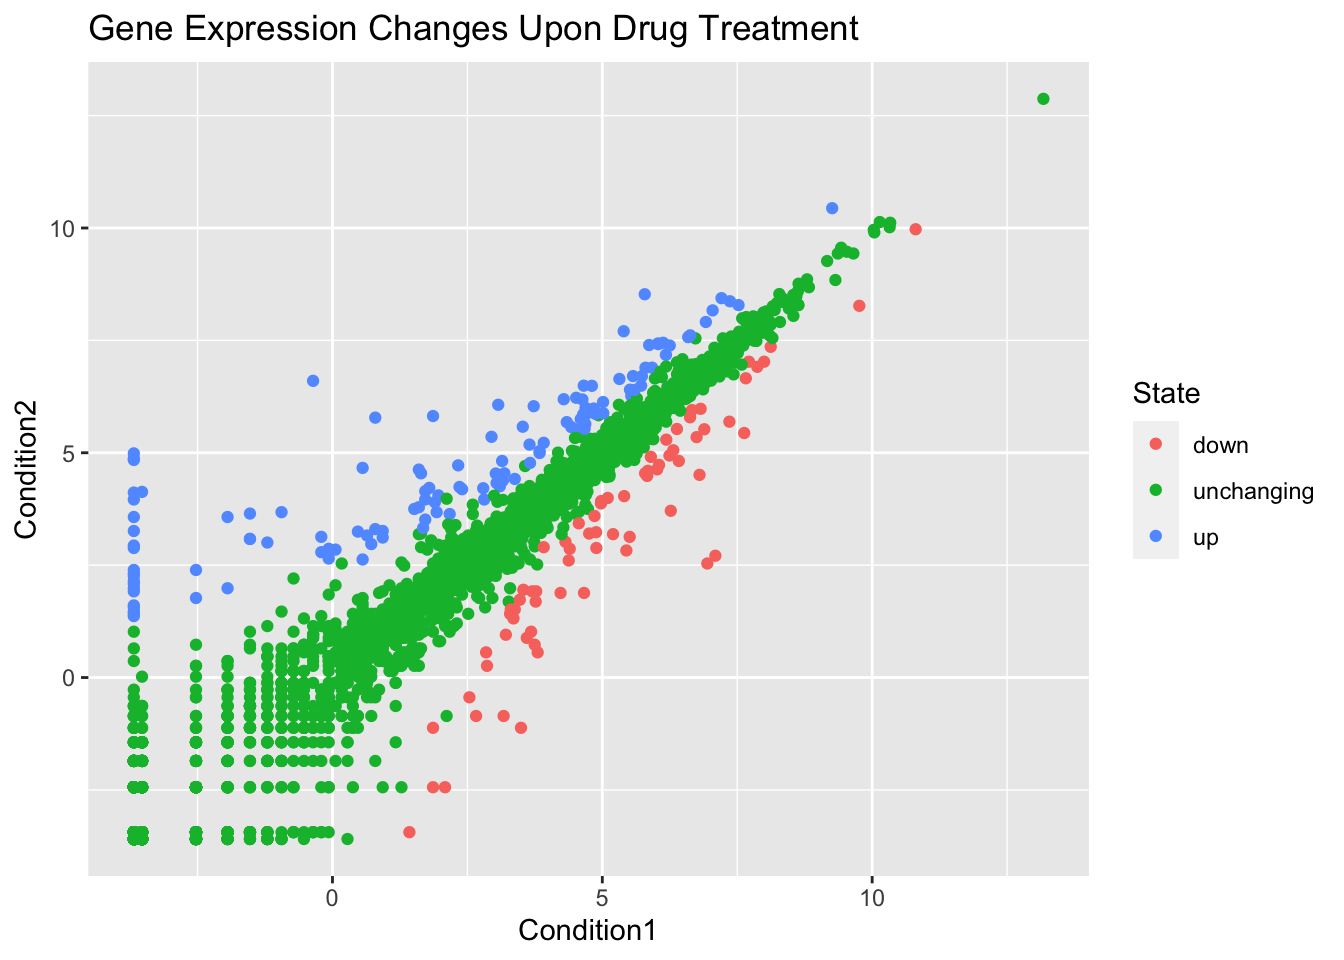 Gene Expression Changes Upon Drug Treatment
Condition2
10
5
0
0
5
10
Condition1
State
down
unchanging
up